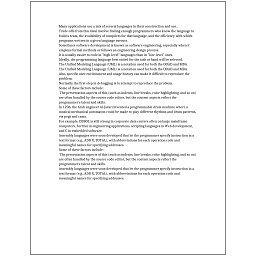 Many applications use a mix of several languages in their construction and use.
Trade-offs from this ideal involve finding enough programmers who know the language to
build a team, the availability of compilers for that language, and the efficiency with which
programs written in a given language execute.
Sometimes software development is known as software engineering, especially when it
employs formal methods or follows an engineering design process.
It is usually easier to code in "high-level" languages than in "low-level" ones.
Ideally, the programming language best suited for the task at hand will be selected.
The Unified Modeling Language (UML) is a notation used for both the OOAD and MDA.
The Unified Modeling Language (UML) is a notation used for both the OOAD and MDA.
Also, specific user environment and usage history can make it difficult to reproduce the
problem.
Normally the first step in debugging is to attempt to reproduce the problem.
Some of these factors include:
The presentation aspects of this (such as indents, line breaks, color highlighting, and so on)
are often handled by the source code editor, but the content aspects reflect the
programmer's talent and skills.
In 1206, the Arab engineer Al-Jazari invented a programmable drum machine where a
musical mechanical automaton could be made to play different rhythms and drum patterns,
via pegs and cams.
For example, COBOL is still strong in corporate data centers often on large mainframe
computers, Fortran in engineering applications, scripting languages in Web development,
and C in embedded software.
Assembly languages were soon developed that let the programmer specify instruction in a
text format (e.g., ADD X, TOTAL), with abbreviations for each operation code and
meaningful names for specifying addresses.
Some of these factors include:
The presentation aspects of this (such as indents, line breaks, color highlighting, and so on)
are often handled by the source code editor, but the content aspects reflect the
programmer's talent and skills.
Assembly languages were soon developed that let the programmer specify instruction in a
text format (e.g., ADD X, TOTAL), with abbreviations for each operation code and
meaningful names for specifying addresses.